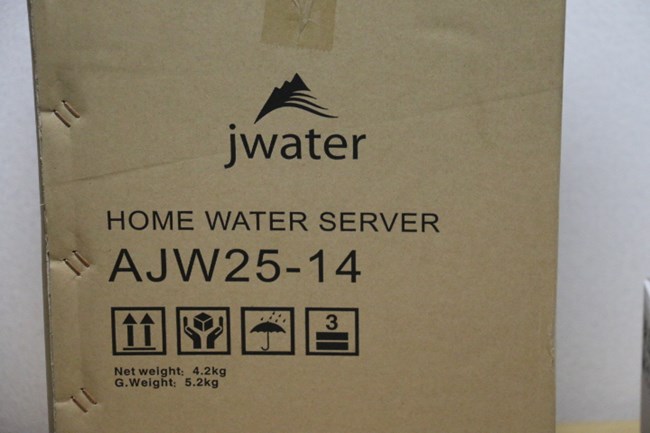 jwater
HOME WATER SERVER
AJW25-14
3
Net weight: 4.2kg
G.Weight: 5.2kg